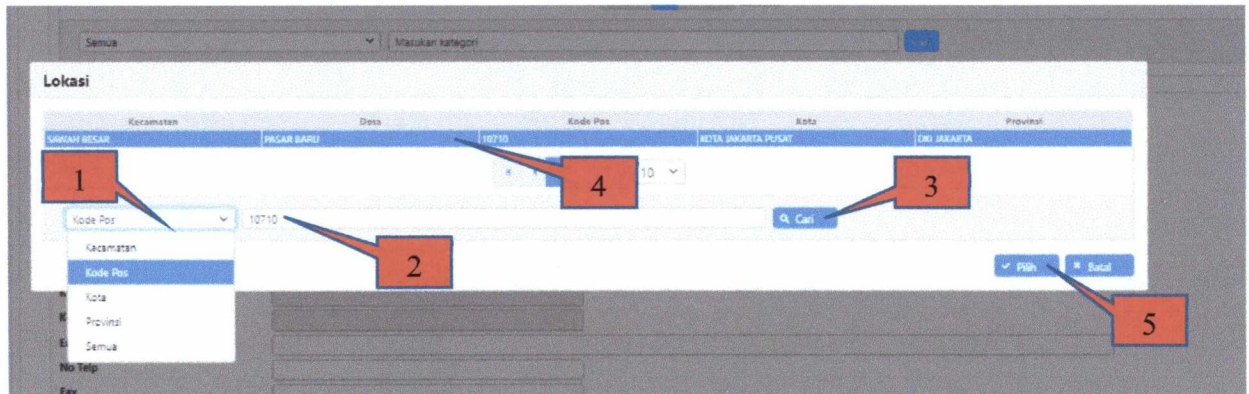 Semua Masukan kategori
Lokasi
Kecamatan Desa Kode Pos Kota Provinsi
SAWAH BESAR PASAR BARU 10710 KOTA JAKARTA PUSAT DKI JAKARTA
1 4 10 3
Kode Pos 10710 Cari
Kecamatan
2
Kode Pos Pilih Batal
Kota
Provinsi
5
Semua
No Telp
Fax